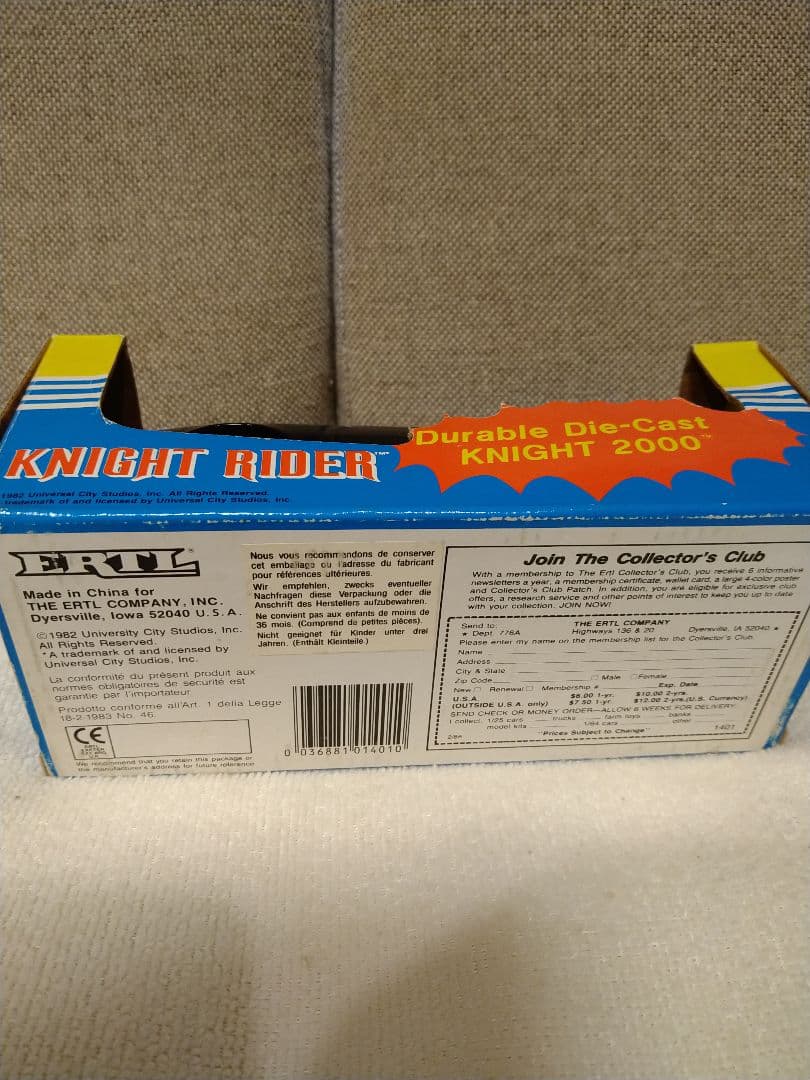 KNIGHT RIDER™
Durable Die-Cast
KNIGHT 2000™
1982 Universal City Studios, Inc. All Rights Reserved.
trademark of and licensed by Universal City Studios, Inc.
ERTL®
Made in China for
THE ERTL COMPANY, INC.
Dyersville, Iowa 52040 U.S.A.
©1982 University City Studios, Inc.
All Rights Reserved.
*A trademark of and licensed by
Universal City Studios, Inc.
La conformité du présent produit aux
normes obligatoires de sécurité est
garantie par l'importateur
Prodotto conforme all'Art. 1 della Legge
18-2-1983 No. 46.
CE
We recommend that you retain this package or
the manufacturer's address for future reference
Nous vous recommandons de conserver
cet emballage ou l'adresse du fabricant
pour références ultérieures.
Wir empfehlen, zwecks eventueller
Nachfragen diese Verpackung oder die
Anschrift des Herstellers aufzubewahren.
Ne convient pas aux enfants de moins de
36 mois. (Comprend de petites pièces).
Nicht geeignet für Kinder unter drei
Jahren. (Enthält Kleinteile.)
0 036881 014010
Join The Collector's Club
With a membership to The Ertl Collector's Club, you receive 6 informative
newsletters a year, a membership certificate, wallet card, a large 4-color poster
and Collector's Club Patch. In addition, you are eligible for exclusive club
offers, a research service and other points of interest to keep you up to date
with your collection. JOIN NOW!
Send to: THE ERTL COMPANY
★ Dept. 776A Highways 136 & 20 Dyersville, IA 52040 ★
Please enter my name on the membership list for the Collector's Club.
Name
Address
City & State
Zip Code Male Female
New Renewal Membership # Exp. Date
U.S.A. $6.00 1-yr. $10.00 2-yrs.
(OUTSIDE U.S.A. only) $7.50 1-yr. $12.00 2-yrs.(U.S. Currency)
SEND CHECK OR MONEY ORDER—ALLOW 6 WEEKS FOR DELIVERY
I collect: 1/25 cars trucks farm toys banks
model kits 1/64 cars other
"Prices Subject to Change" 1401